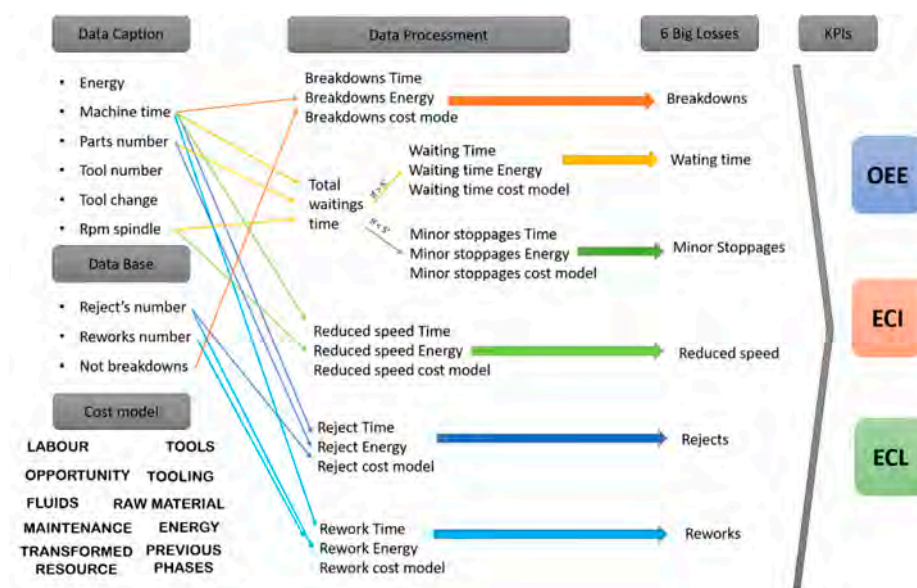 Data Caption
Data Processment
6 Big Losses
KPIs
• Energy
• Machine time
• Parts number
• Tool number
• Tool change
• Rpm spindle
Data Base
• Reject's number
• Reworks number
• Not breakdowns
Cost model
LABOUR TOOLS
OPPORTUNITY TOOLING
FLUIDS RAW MATERIAL
MAINTENANCE ENERGY
TRANSFORMED PREVIOUS
RESOURCE PHASES
Breakdowns Time
Breakdowns Energy
Breakdowns cost mode
Total
waitings
time
Waiting Time
Waiting time Energy
Waiting time cost model
Minor stoppages Time
Minor stoppages Energy
Minor stoppages cost model
Reduced speed Time
Reduced speed Energy
Reduced speed cost model
Reject Time
Reject Energy
Reject cost model
Rework Time
Rework Energy
Rework cost model
Breakdowns
Wating time
Minor Stoppages
Reduced speed
Rejects
Reworks
OEE
ECI
ECL